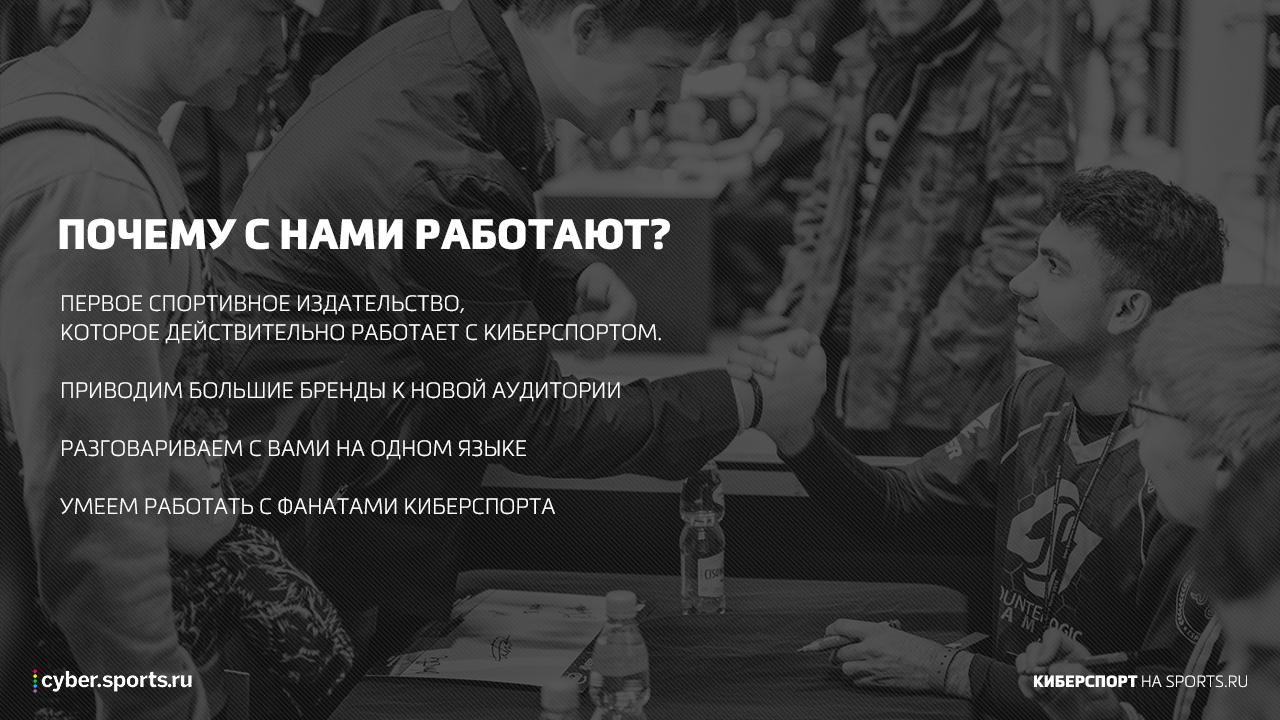 ПОЧЕМУ С НАМИ РАБОТАЮТ?
ПЕРВОЕ СПОРТИВНОЕ ИЗДАТЕЛЬСТВО,
КОТОРОЕ ДЕЙСТВИТЕЛЬНО РАБОТАЕТ С КИБЕРСПОРТОМ.
ПРИВОДИМ БОЛЬШИЕ БРЕНДЫ К НОВОЙ АУДИТОРИИ
РАЗГОВАРИВАЕМ С ВАМИ НА ОДНОМ ЯЗЫКЕ
УМЕЕМ РАБОТАТЬ С ФАНАТАМИ КИБЕРСПОРТА
cyber.sports.ru
КИБЕРСПОРТ НА SPORTS.RU